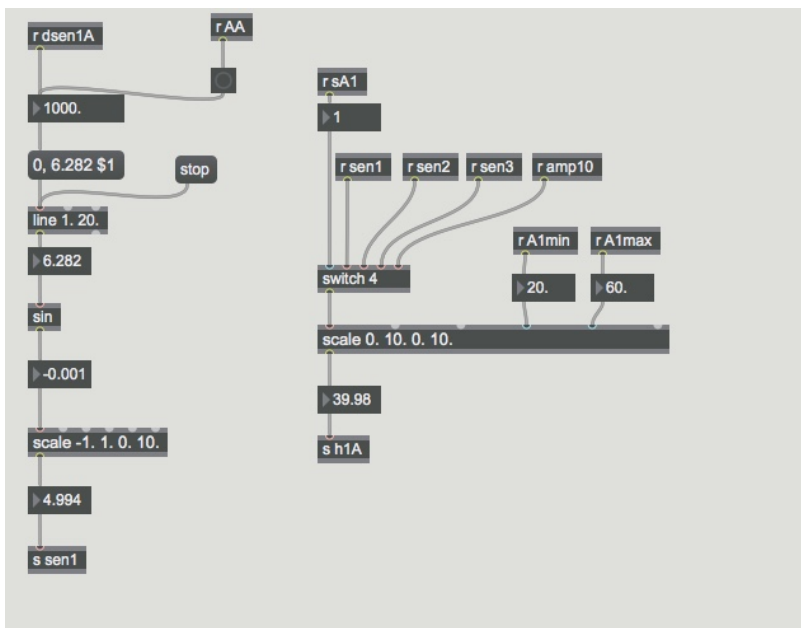 r dsen1A
r AA
1000.
0, 6.282 $1
stop
line 1. 20.
6.282
sin
-0.001
scale -1. 1. 0. 10.
4.994
s sen1
r sA1
1
r sen1
r sen2
r sen3
r amp10
r A1min
r A1max
switch 4
20.
60.
scale 0. 10. 0. 10.
39.98
s h1A